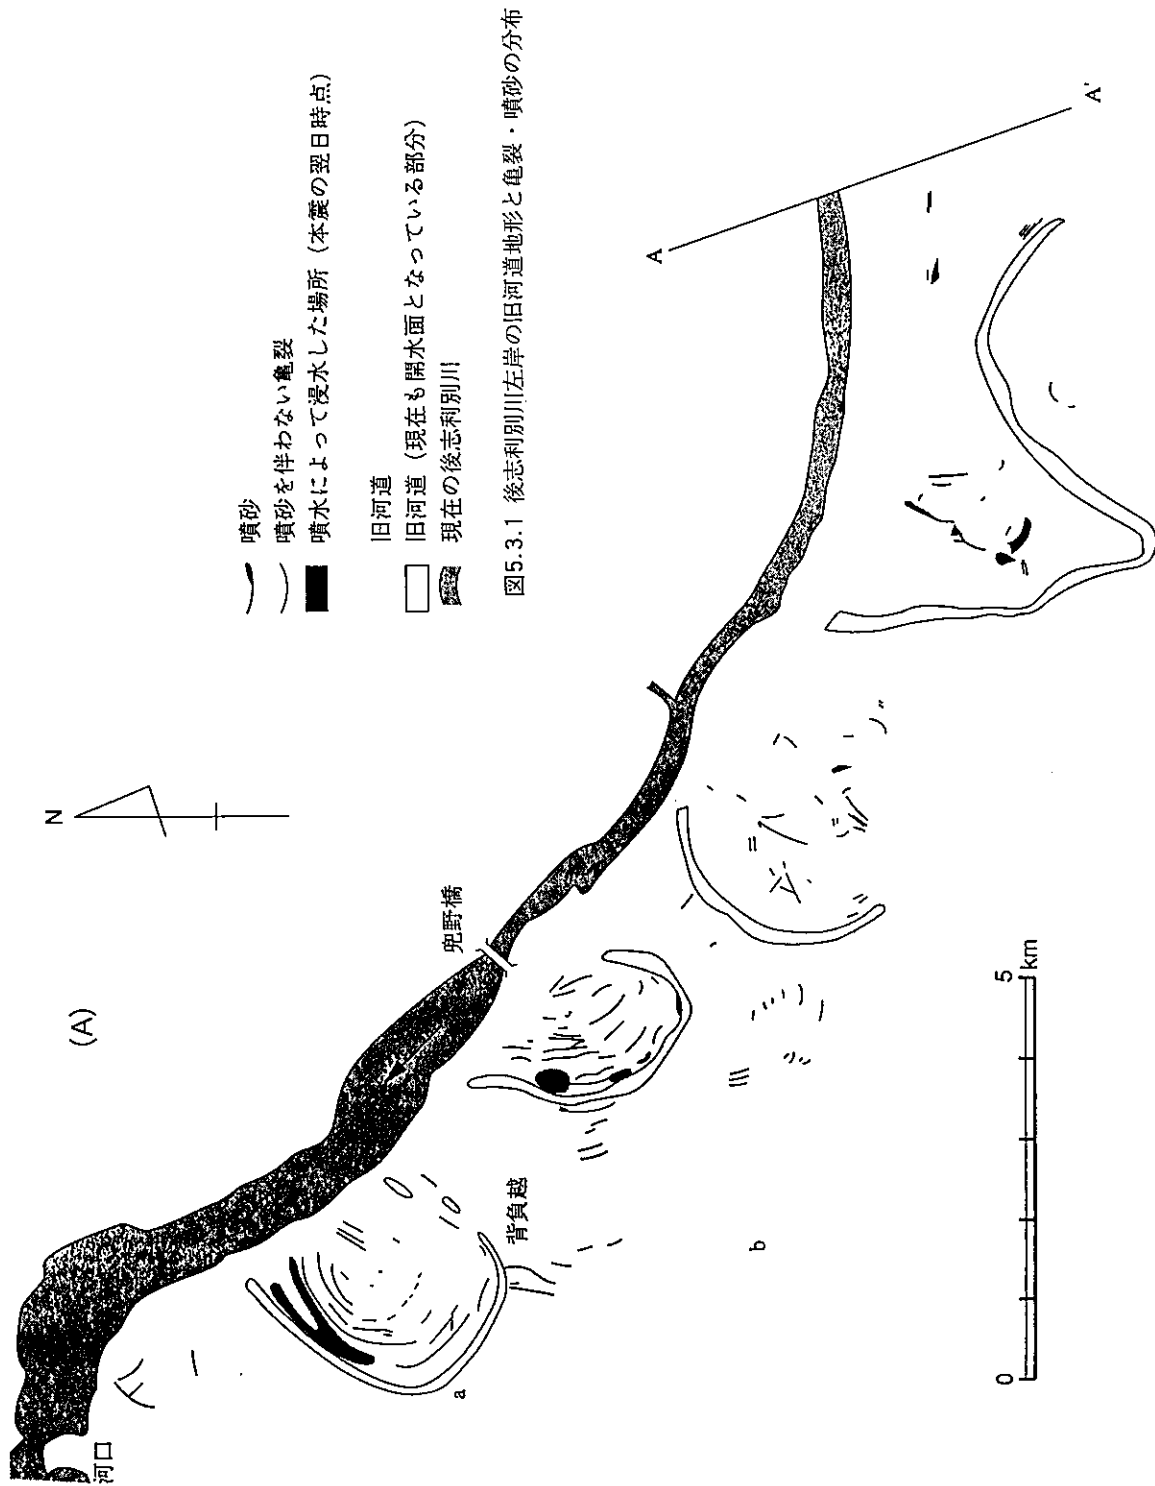 (A)
N
河口
兜野橋
背負越
a
b
A
A'
0
5
km
噴砂
噴砂を伴わない亀裂
噴水によって浸水した場所（本震の翌日時点）
旧河道
旧河道（現在も開水面となっている部分）
現在の後志利別川
図5.3.1 後志利別川左岸の旧河道地形と亀裂・噴砂の分布